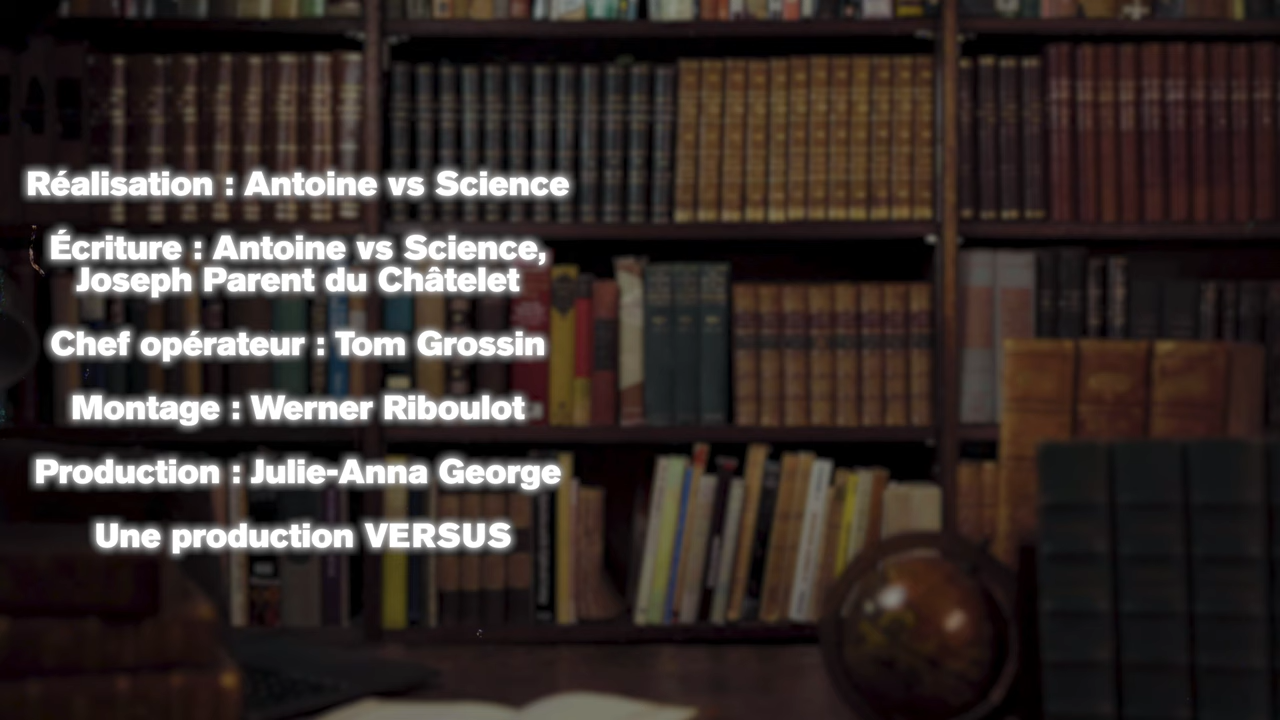 Réalisation : Antoine vs Science
Écriture : Antoine vs Science,
Joseph Parent du Châtelet
Chef opérateur : Tom Grossin
Montage : Werner Riboulot
Production : Julie-Anna George
Une production VERSUS